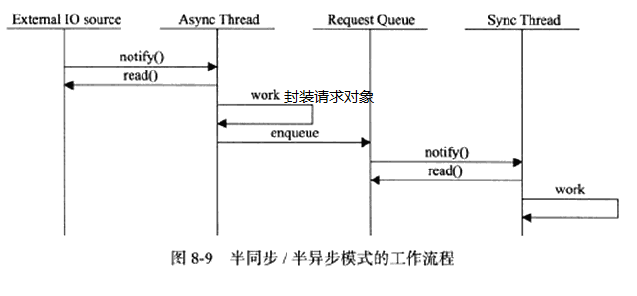 External IO source Async Thread Request Queue Sync Thread
notify()
read()
work 封装请求对象
enqueue
notify()
read()
work
图 8-9 半同步 / 半异步模式的工作流程